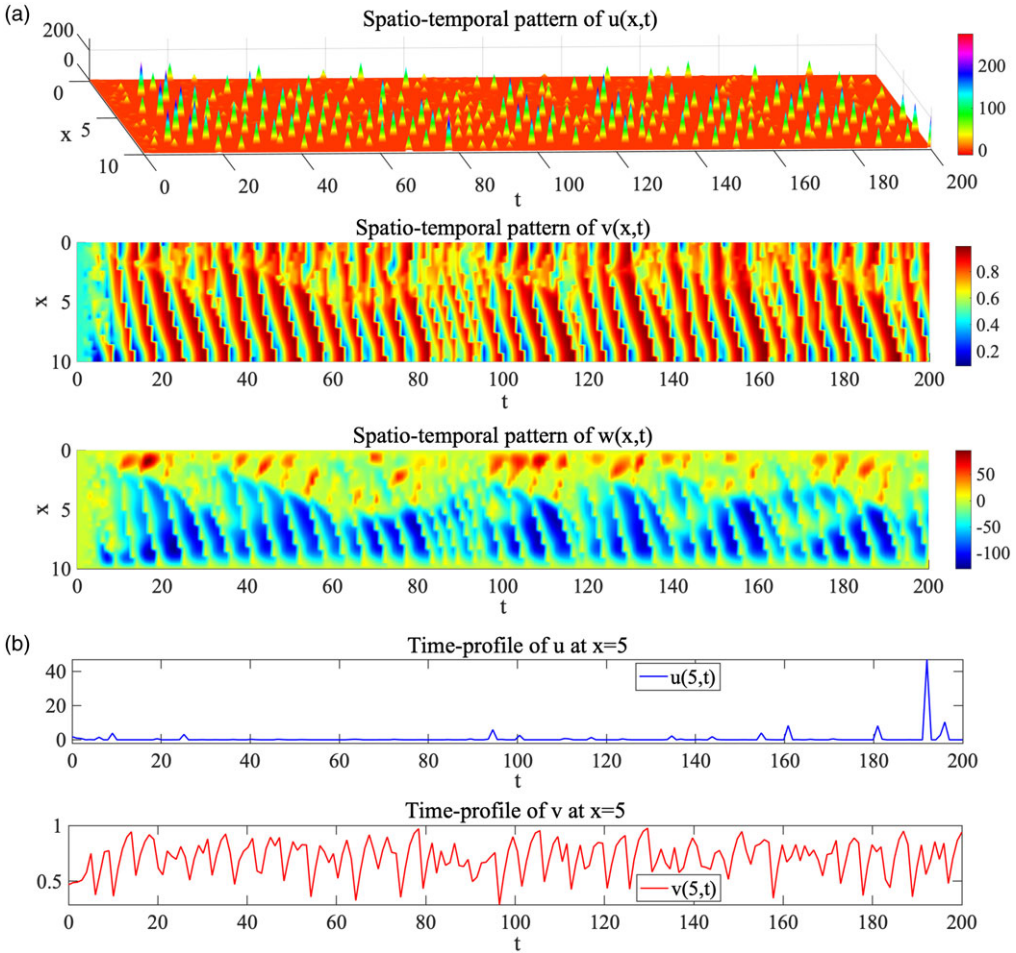 (a)
Spatio-temporal pattern of u(x,t)
200
0
0
x 5
10
0 20 40 60 80 100 120 140 160 180 200
t
200
100
0
Spatio-temporal pattern of v(x,t)
0
x 5
10
0 20 40 60 80 100 120 140 160 180 200
t
0.8
0.6
0.4
0.2
Spatio-temporal pattern of w(x,t)
0
x 5
10
0 20 40 60 80 100 120 140 160 180 200
t
50
0
-50
-100
(b)
Time-profile of u at x=5
40
20
0
u(5,t)
0 20 40 60 80 100 120 140 160 180 200
t
Time-profile of v at x=5
1
0.5
v(5,t)
0 20 40 60 80 100 120 140 160 180 200
t